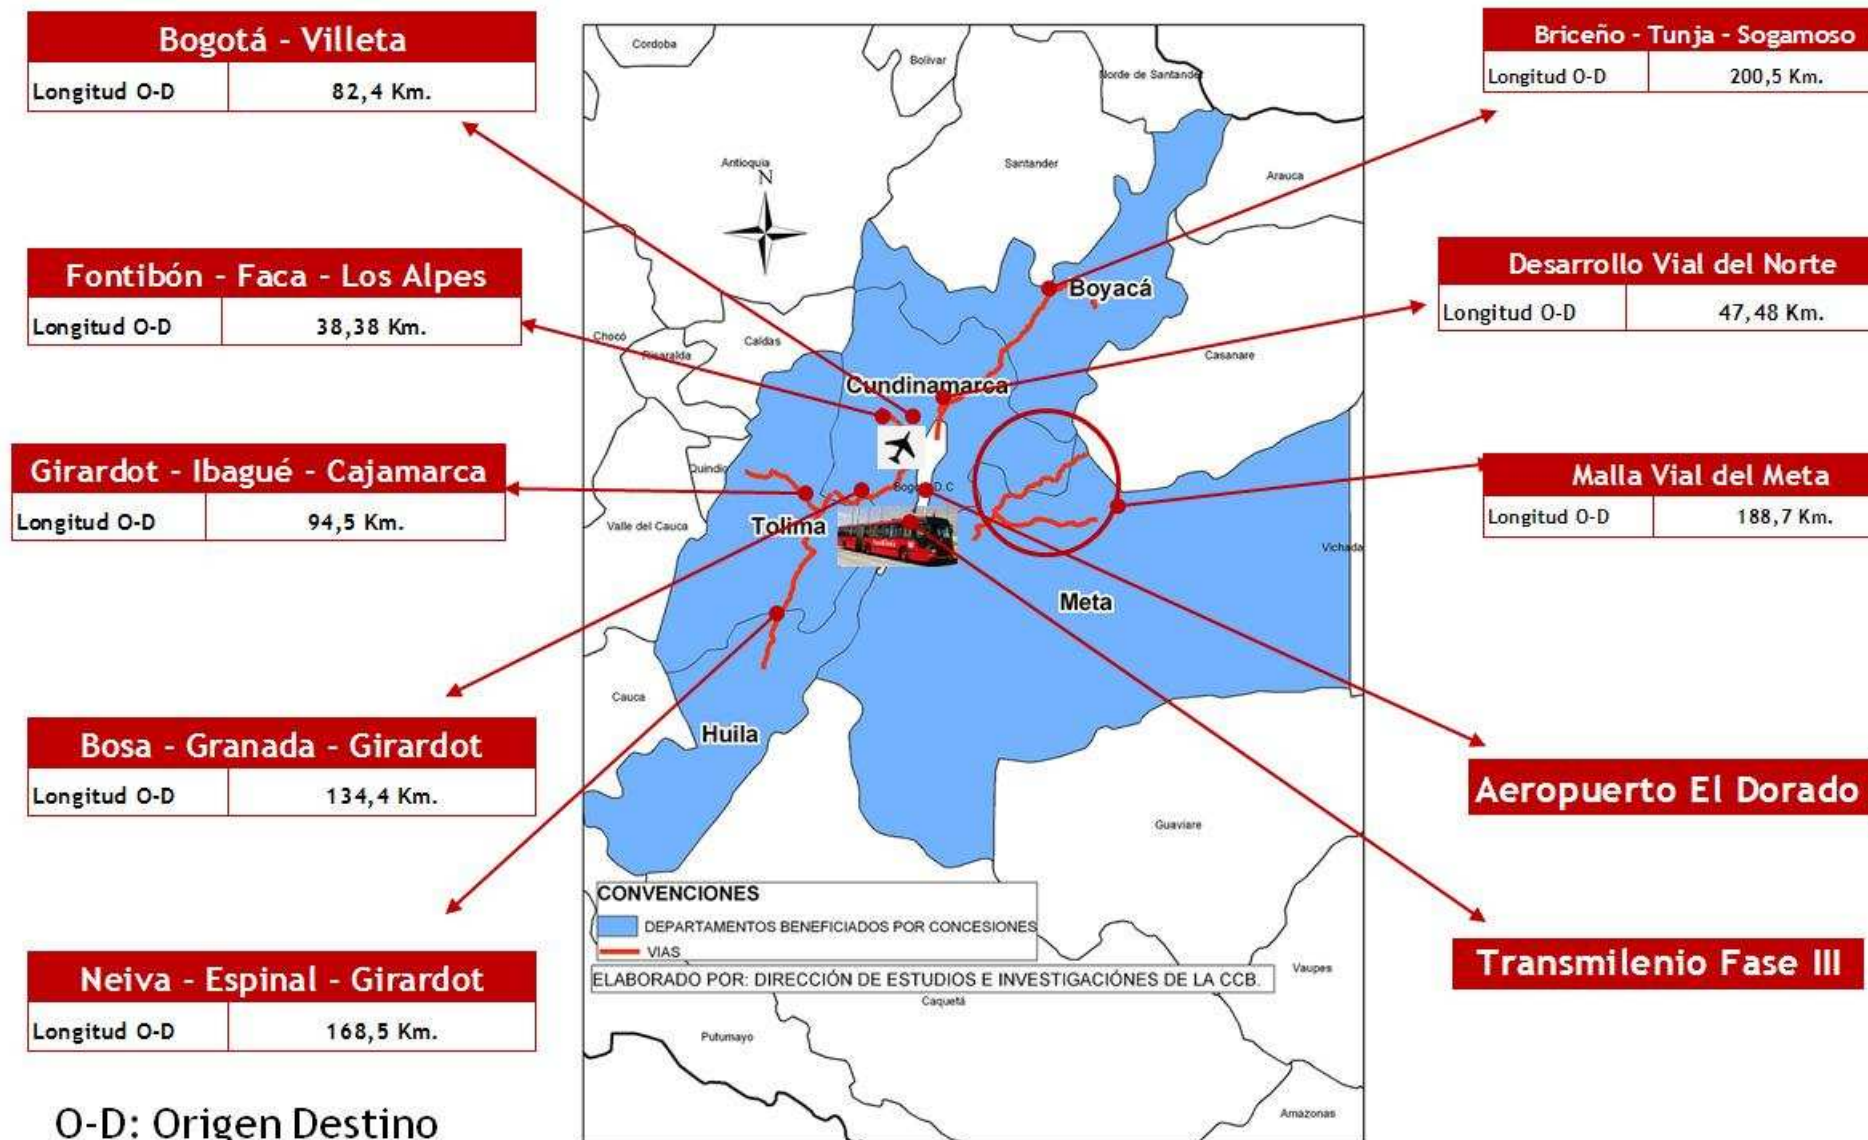 Bogotá - Villeta
Longitud O-D 82,4 Km.
Fontibón - Faca - Los Alpes
Longitud O-D 38,38 Km.
Girardot - Ibagué - Cajamarca
Longitud O-D 94,5 Km.
Bosa - Granada - Girardot
Longitud O-D 134,4 Km.
Neiva - Espinal - Girardot
Longitud O-D 168,5 Km.
O-D: Origen Destino
Cordoba
Bolivar
Norde de Santander
Antioquia
N
Santander
Arauca
Boyacá
Chocó
Risaralda
Caldas
Casanare
Cundinamarca
Quindio
Bogotá D.C
Valle del Cauca
Tolima
Vichada
Meta
Cauca
Huila
Guaviare
CONVENCIONES
DEPARTAMENTOS BENEFICIADOS POR CONCESIONES
VIAS
ELABORADO POR: DIRECCIÓN DE ESTUDIOS E INVESTIGACIÓNES DE LA CCB.
Vaupes
Caquetá
Putumayo
Amazonas
Briceño - Tunja - Sogamoso
Longitud O-D 200,5 Km.
Desarrollo Vial del Norte
Longitud O-D 47,48 Km.
Malla Vial del Meta
Longitud O-D 188,7 Km.
Aeropuerto El Dorado
Transmilenio Fase III